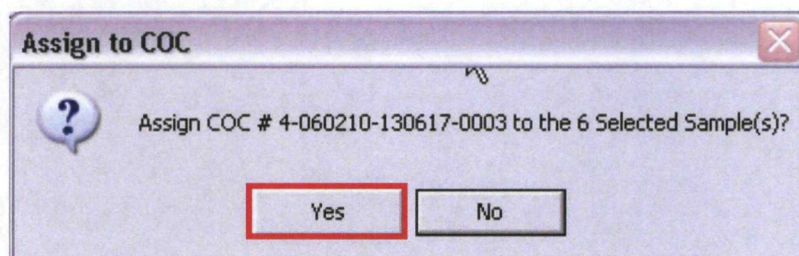 Assign to COC
Assign COC # 4-060210-130617-0003 to the 6 Selected Sample(s)?
Yes
No